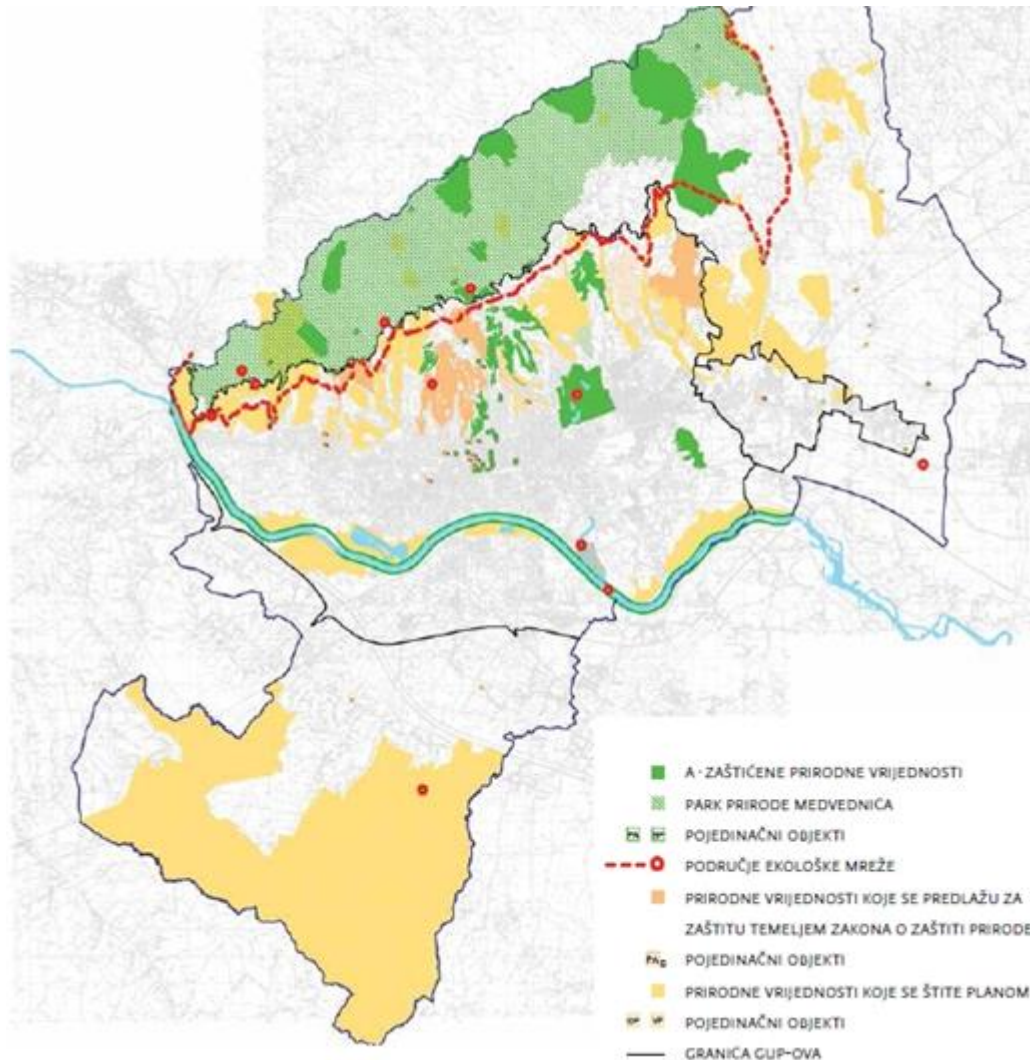 A · ZAŠTIĆENE PRIRODNE VRIJEDNOSTI
PARK PRIRODE MEDVEDNICA
POJEDINAČNI OBJEKTI
PODRUČJE EKOLOŠKE MREŽE
PRIRODNE VRIJEDNOSTI KOJE SE PREDLAŽU ZA
ZAŠTITU TEMELJEM ZAKONA O ZAŠTITI PRIRODE
POJEDINAČNI OBJEKTI
PRIRODNE VRIJEDNOSTI KOJE SE ŠTITE PLANOM
POJEDINAČNI OBJEKTI
GRANICA GUP-OVA